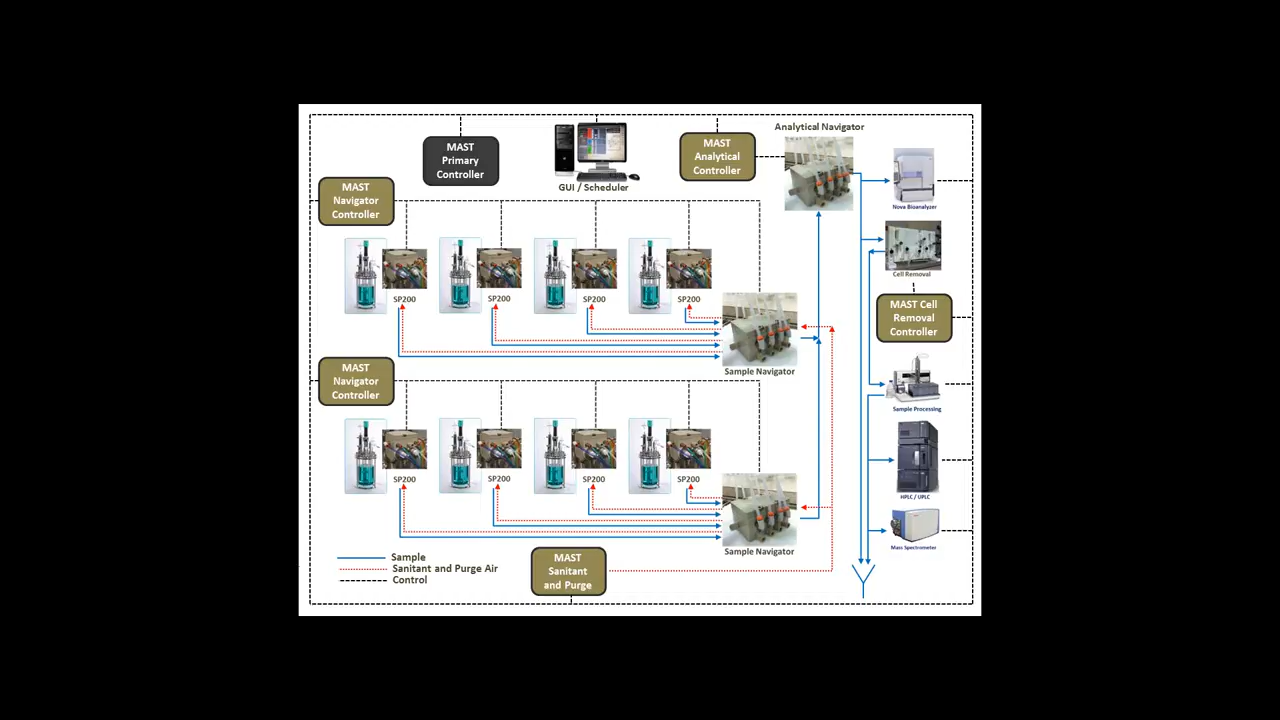 Analytical Navigator
MAST
Primary
Controller
GUI / Scheduler
MAST
Analytical
Controller
Nova Bioanalyzer
MAST
Navigator
Controller
SP200
SP200
SP200
SP200
Cell Removal
MAST Cell
Removal
Controller
Sample Navigator
MAST
Navigator
Controller
Sample Processing
SP200
SP200
SP200
SP200
HPLC / UPLC
Sample Navigator
Mass Spectrometer
Sample
Sanitant and Purge Air
Control
MAST
Sanitant
and Purge